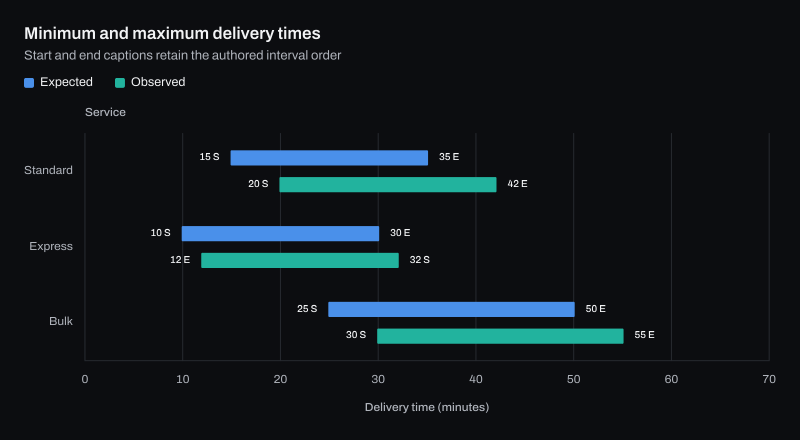 Minimum and maximum delivery times
Start and end captions retain the authored interval order
Expected Observed
Service
Standard
15 S 35 E
20 S 42 E
Express
10 S 30 E
12 E 32 S
Bulk
25 S 50 E
30 S 55 E
0 10 20 30 40 50 60 70
Delivery time (minutes)